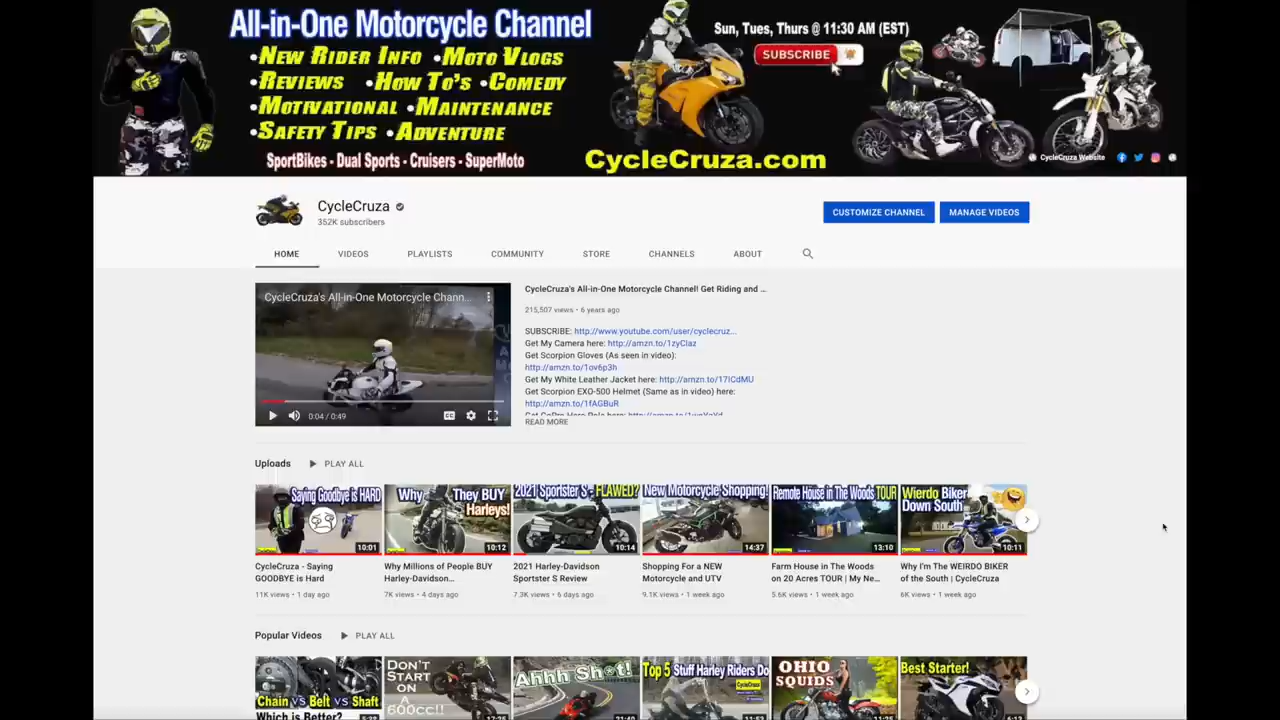 All-in-One Motorcycle Channel
•New Rider Info •Moto Vlogs
•Reviews •How To's •Comedy
•Motivational •Maintenance
•Safety Tips •Adventure
SportBikes - Dual Sports - Cruisers - SuperMoto
Sun, Tues, Thurs @ 11:30 AM (EST)
SUBSCRIBE
CycleCruza.com
CycleCruza Website
CycleCruza
352K subscribers
CUSTOMIZE CHANNEL
MANAGE VIDEOS
HOME
VIDEOS
PLAYLISTS
COMMUNITY
STORE
CHANNELS
ABOUT
CycleCruza's All-in-One Motorcycle Chann...
0:04 / 0:49
CycleCruza's All-in-One Motorcycle Channel! Get Riding and ...
215,507 views • 6 years ago
SUBSCRIBE: http://www.youtube.com/user/cyclecruz...
Get My Camera here: http://amzn.to/1zyCIaz
Get Scorpion Gloves (As seen in video):
http://amzn.to/1ov6p3h
Get My White Leather Jacket here: http://amzn.to/17ICdMU
Get Scorpion EXO-500 Helmet (Same as in video) here:
http://amzn.to/1fAGBuR
READ MORE
Uploads
PLAY ALL
Saying Goodbye is HARD
10:01
CycleCruza - Saying
GOODBYE is Hard
11K views • 1 day ago
Why They BUY
Harleys!
10:12
Why Millions of People BUY
Harley-Davidson...
7K views • 4 days ago
2021 Sportster S - FLAWED?
10:14
2021 Harley-Davidson
Sportster S Review
7.3K views • 6 days ago
New Motorcycle Shopping!
14:37
Shopping For a NEW
Motorcycle and UTV
9.1K views • 1 week ago
Remote House in The Woods TOUR
13:10
Farm House in The Woods
on 20 Acres TOUR | My Ne...
5.6K views • 1 week ago
Wierdo Biker
Down South
10:11
Why I'm The WEIRDO BIKER
of the South | CycleCruza
6K views • 1 week ago
Popular Videos
PLAY ALL
Chain vs Belt vs Shaft
Which is Better?
DON'T
START
ON
A
600cc!!
Ahhh Sh*t!
Top 5 Stuff Harley Riders Do
CycleCruza
OHIO
SQUIDS
Best Starter!